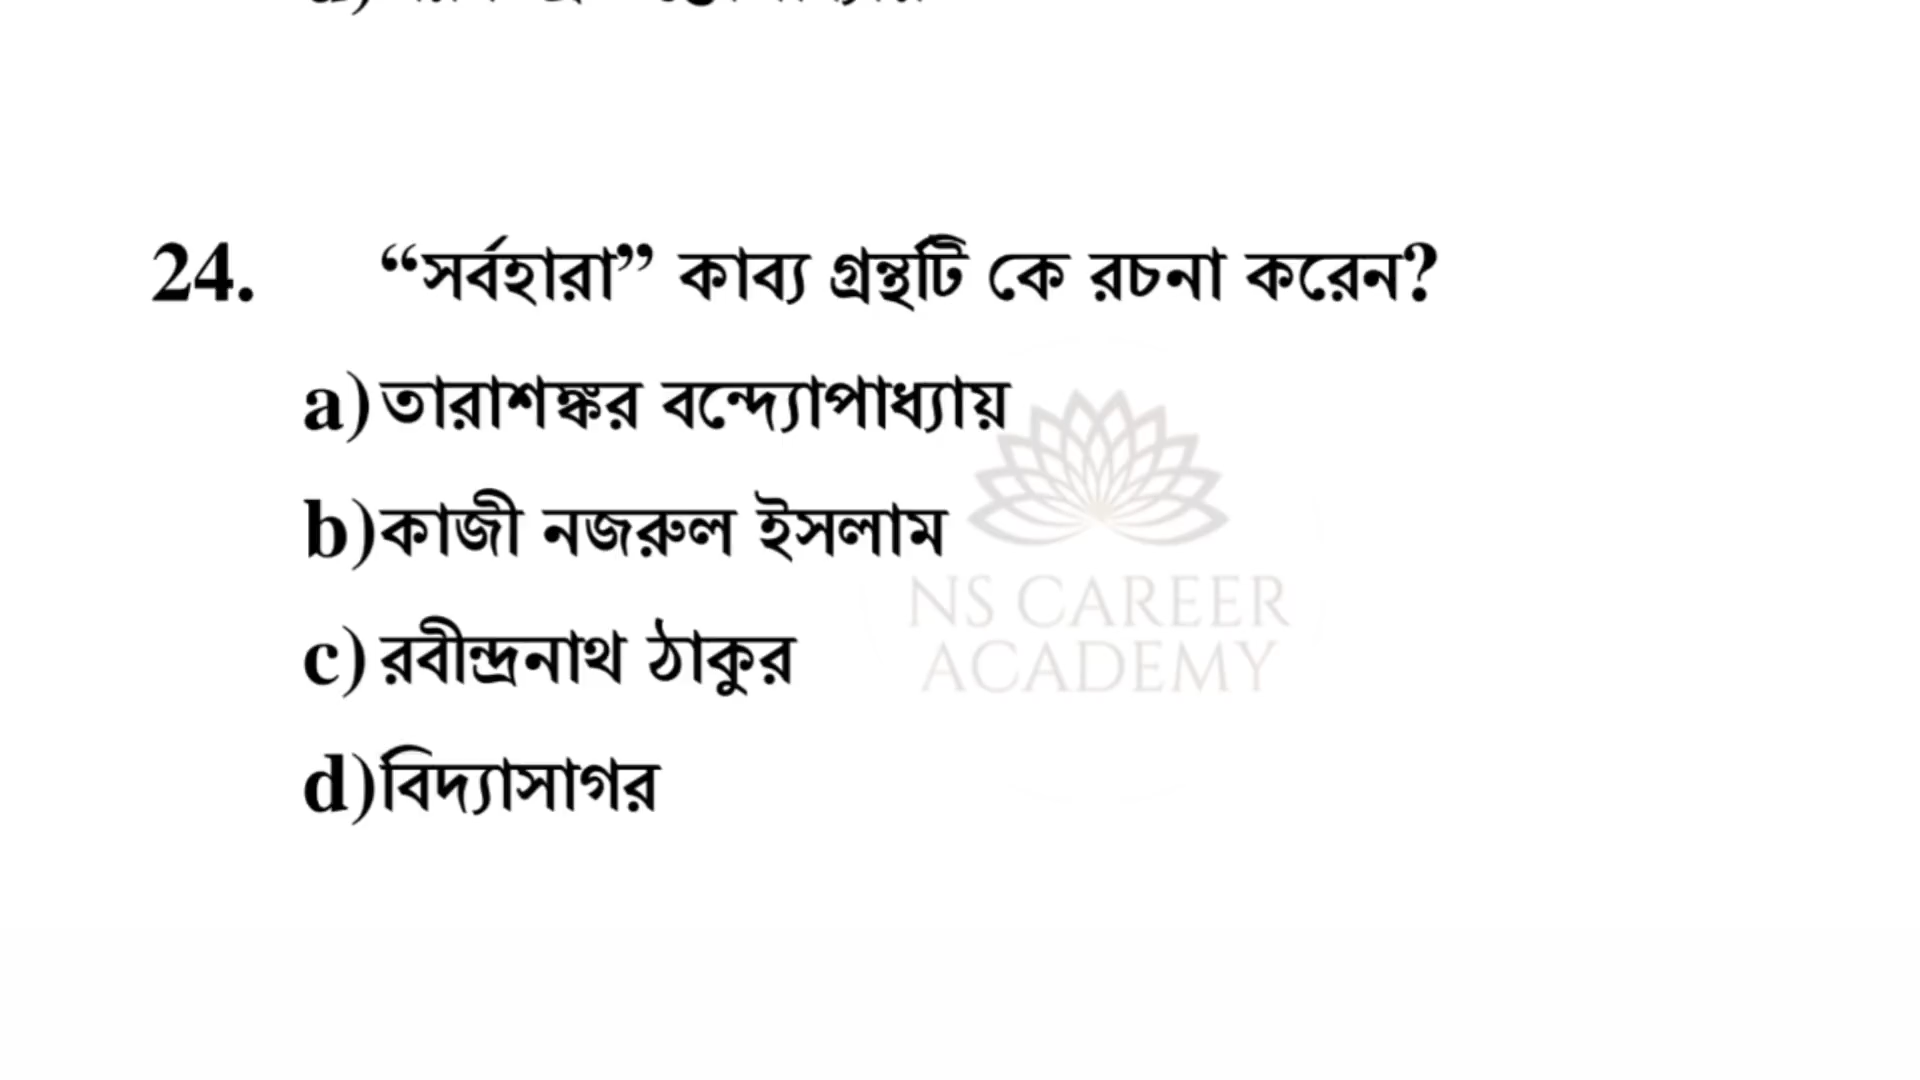 24. “সর্বহারা” কাব্য গ্রন্থটি কে রচনা করেন?
a) তারাশঙ্কর বন্দ্যোপাধ্যায়
b) কাজী নজরুল ইসলাম
c) রবীন্দ্রনাথ ঠাকুর
d) বিদ্যাসাগর
NS CAREER
ACADEMY